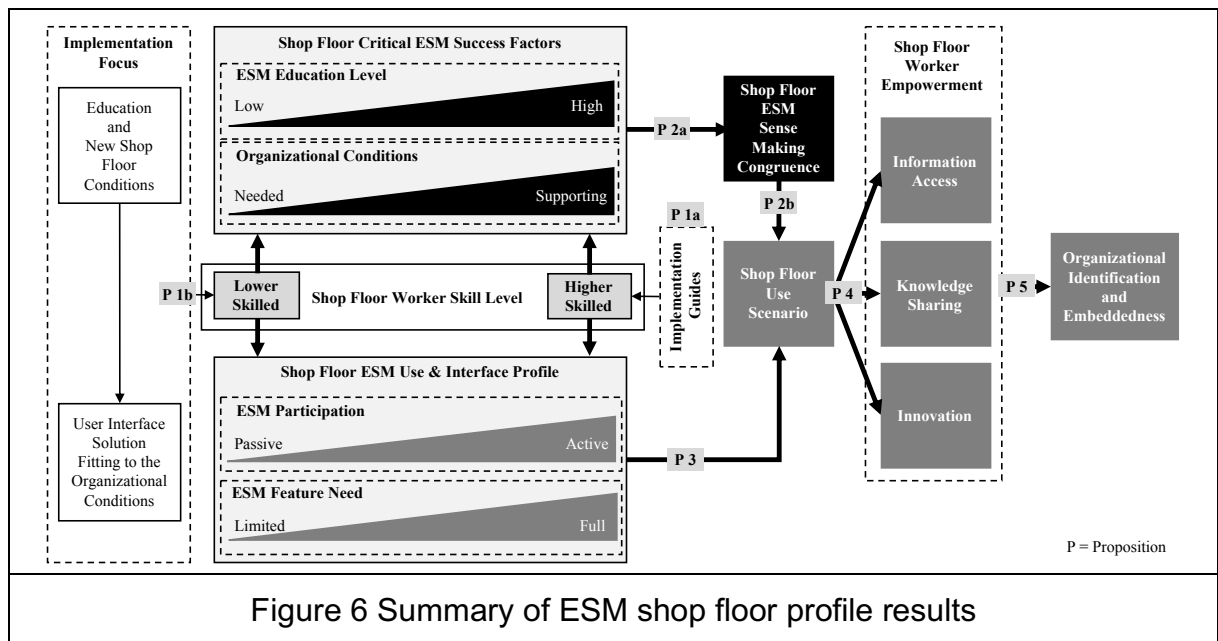 Implementation
Focus
Education
and
New Shop
Floor
Conditions
User Interface
Solution
Fitting to the
Organizational
Conditions
Shop Floor Critical ESM Success Factors
ESM Education Level
Low
High
Organizational Conditions
Needed
Supporting
P 1b
Lower
Skilled
Shop Floor Worker Skill Level
Higher
Skilled
Shop Floor ESM Use & Interface Profile
ESM Participation
Passive
Active
ESM Feature Need
Limited
Full
P 2a
P 1a
Implementation
Guides
P 3
Shop Floor
ESM
Sense
Making
Congruence
P 2b
Shop Floor
Use
Scenario
P 4
Shop Floor
Worker
Empowerment
Information
Access
Knowledge
Sharing
Innovation
P 5
Organizational
Identification
and
Embeddedness
P = Proposition
Figure 6 Summary of ESM shop floor profile results